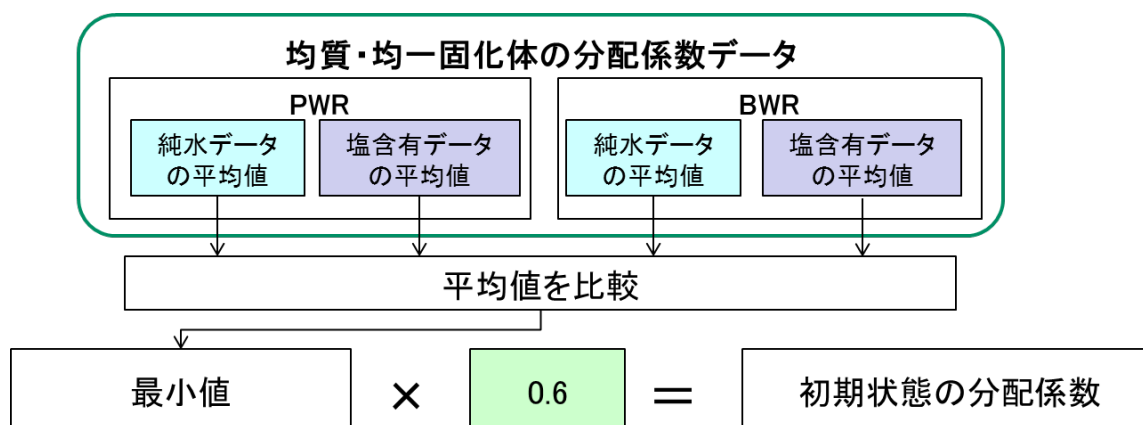 均質・均一固化体の分配係数データ
PWR
純水データ
の平均値
塩含有データ
の平均値
BWR
純水データ
の平均値
塩含有データ
の平均値
平均値を比較
最小値 × 0.6 = 初期状態の分配係数